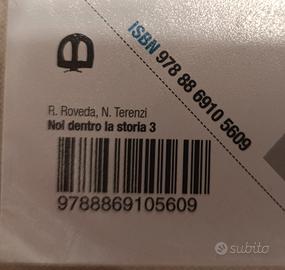 ISBN 978 88 6910 5609
R. Roveda, N. Terenzi
Noi dentro la storia 3
9788869105609
subito